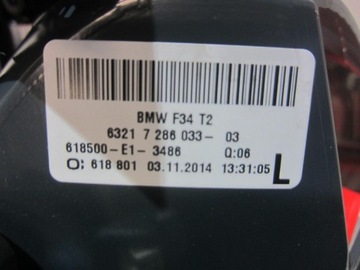 BMW F34 T2
6321 7 286 033- 03
618500-E1- 3486 Q:06
O: 618 801 03.11.2014 13:31:05 L